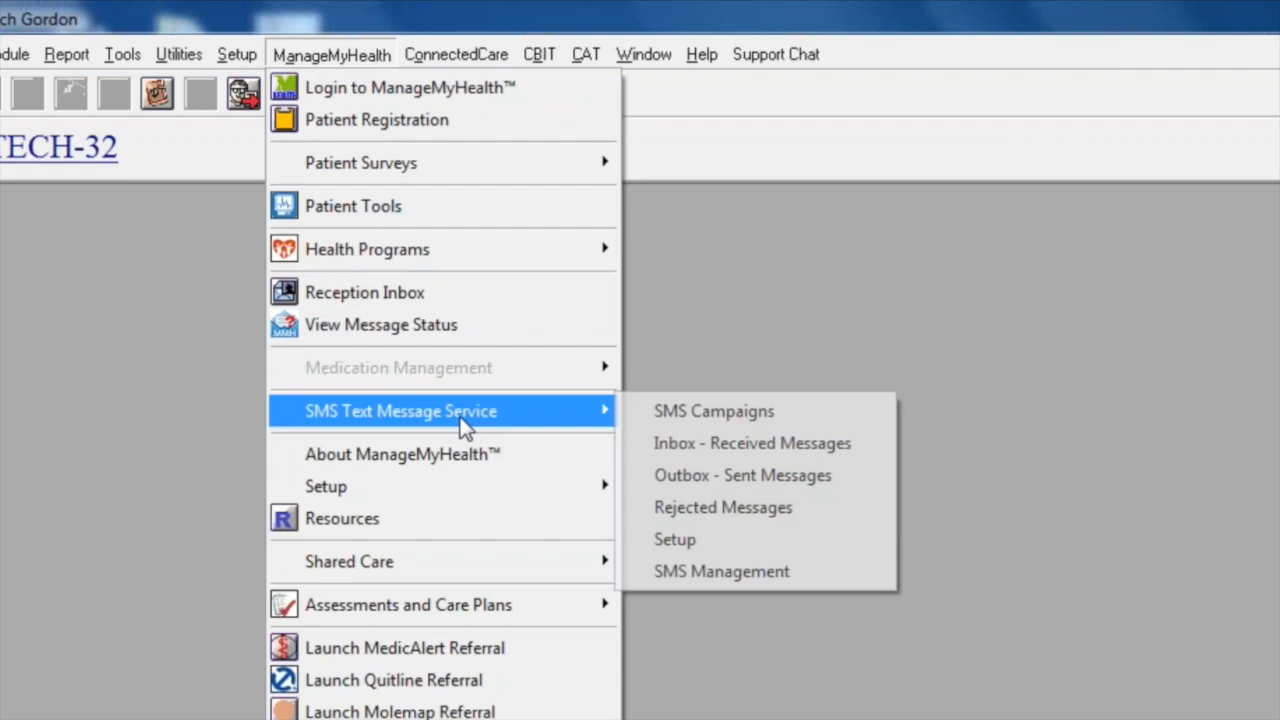 ch Gordon
dule Report Tools Utilities Setup ManageMyHealth ConnectedCare CBIT CAT Window Help Support Chat
TECH-32
Login to ManageMyHealth™
Patient Registration
Patient Surveys
Patient Tools
Health Programs
Reception Inbox
View Message Status
Medication Management
SMS Text Message Service
About ManageMyHealth™
Setup
R Resources
Shared Care
Assessments and Care Plans
Launch MedicAlert Referral
Launch Quitline Referral
Launch Molemap Referral
SMS Campaigns
Inbox - Received Messages
Outbox - Sent Messages
Rejected Messages
Setup
SMS Management